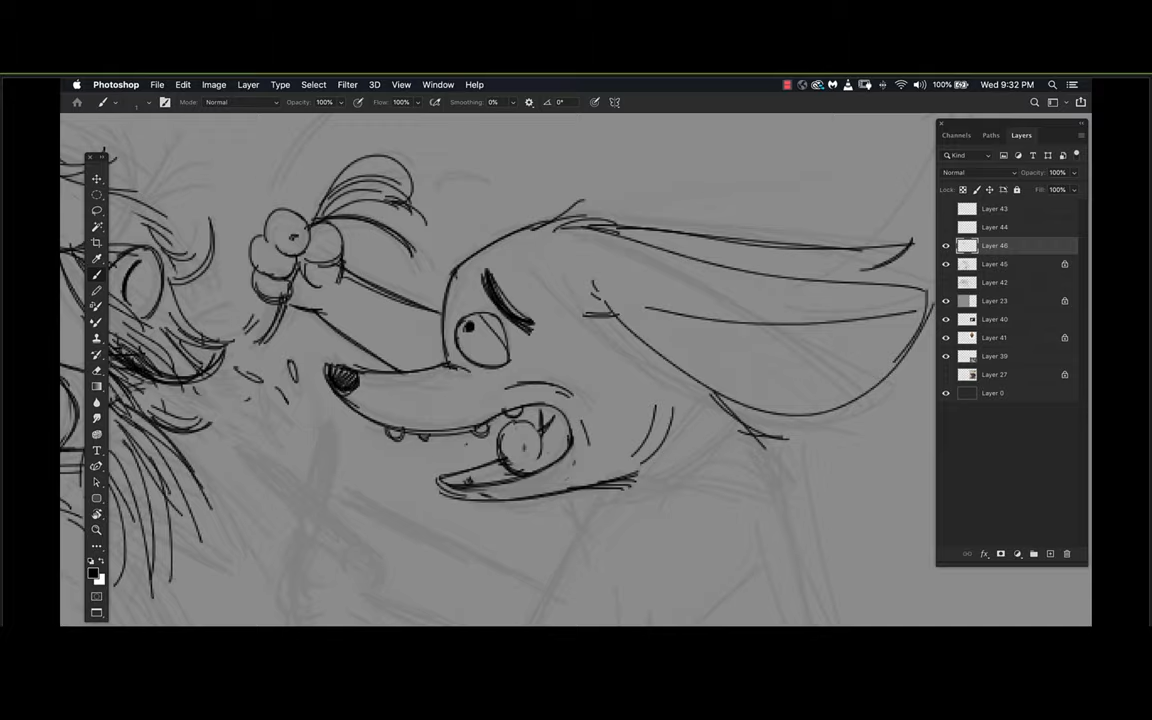 Photoshop File Edit Image Layer Type Select Filter 3D View Window Help 100% Wed 9:32 PM
Mode: Normal Opacity: 100% Flow: 100% Smoothing: 0% 0°
Channels Paths Layers
Kind
Normal Opacity: 100%
Lock: Fill: 100%
Layer 43
Layer 44
Layer 46
Layer 45
Layer 42
Layer 23
Layer 40
Layer 41
Layer 39
Layer 27
Layer 0